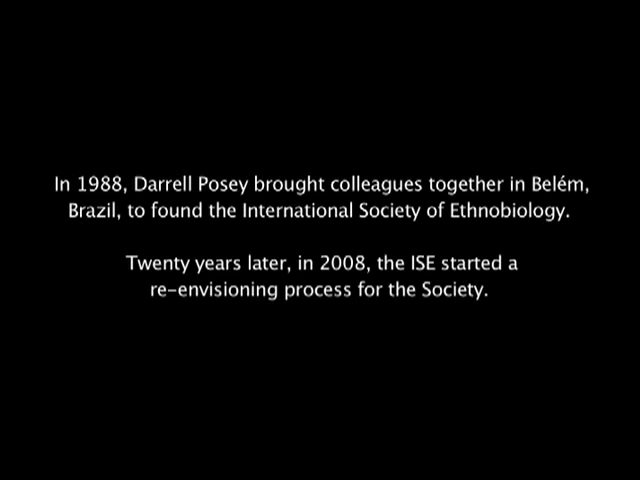 In 1988, Darrell Posey brought colleagues together in Belém,
Brazil, to found the International Society of Ethnobiology.
Twenty years later, in 2008, the ISE started a
re-envisioning process for the Society.